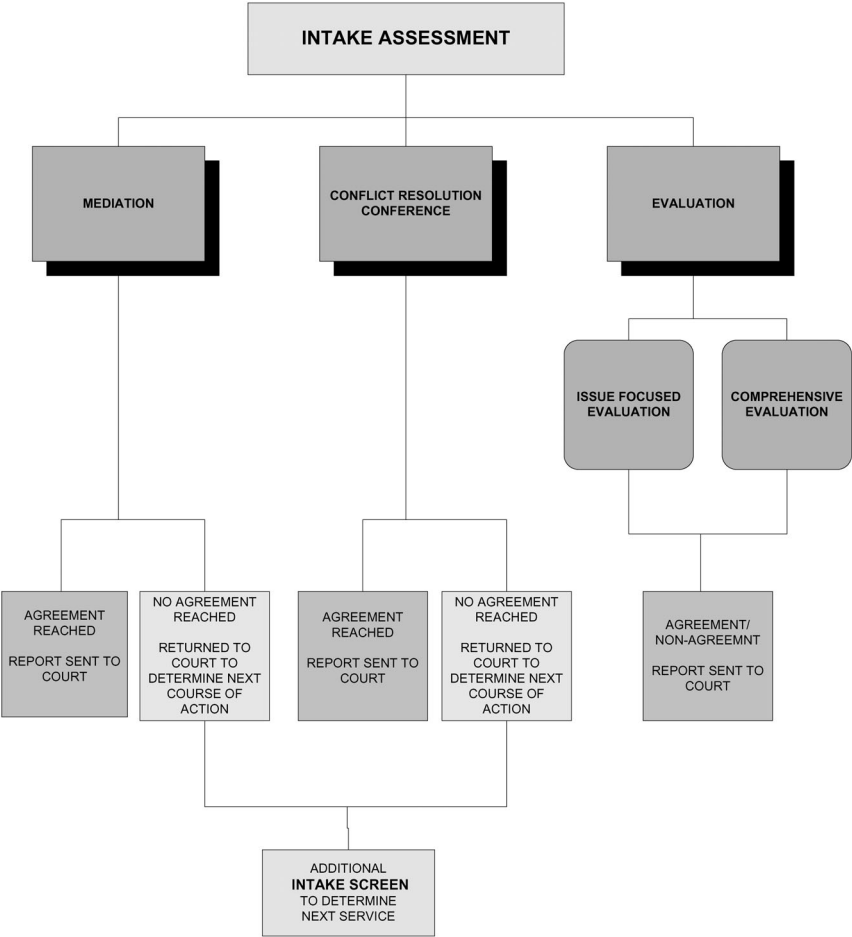 INTAKE ASSESSMENT
MEDIATION
CONFLICT RESOLUTION
CONFERENCE
EVALUATION
ISSUE FOCUSED
EVALUATION
COMPREHENSIVE
EVALUATION
AGREEMENT
REACHED
REPORT SENT TO
COURT
NO AGREEMENT
REACHED
RETURNED TO
COURT TO
DETERMINE NEXT
COURSE OF
ACTION
AGREEMENT
REACHED
REPORT SENT TO
COURT
NO AGREEMENT
REACHED
RETURNED TO
COURT TO
DETERMINE NEXT
COURSE OF
ACTION
AGREEMENT/
NON-AGREEMNT
REPORT SENT TO
COURT
ADDITIONAL
INTAKE SCREEN
TO DETERMINE
NEXT SERVICE